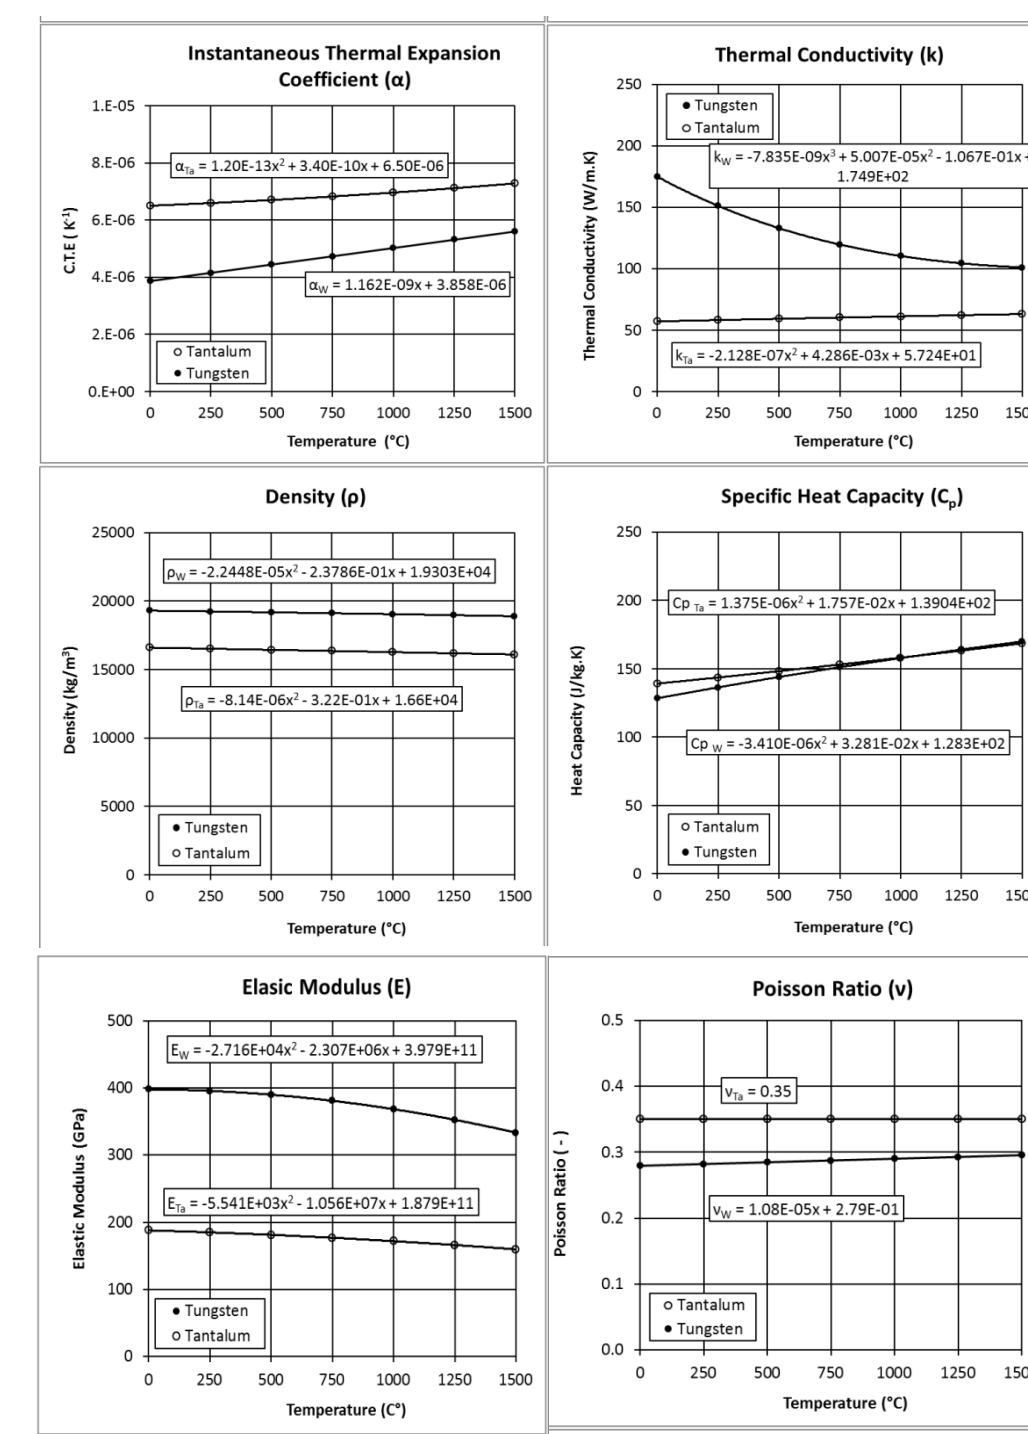 Instantaneous Thermal Expansion
Coefficient (α)
1.E-05
8.E-06
6.E-06
4.E-06
2.E-06
0.E+00
C.T.E ( K⁻¹)
α_Ta = 1.20E-13x² + 3.40E-10x + 6.50E-06
α_W = 1.162E-09x + 3.858E-06
Tantalum
Tungsten
0 250 500 750 1000 1250 1500
Temperature (°C)
Thermal Conductivity (k)
250
200
150
100
50
0
Thermal Conductivity (W/m.K)
Tungsten
Tantalum
k_W = -7.835E-09x³ + 5.007E-05x² - 1.067E-01x +
1.749E+02
k_Ta = -2.128E-07x² + 4.286E-03x + 5.724E+01
0 250 500 750 1000 1250 150
Temperature (°C)
Density (ρ)
25000
20000
15000
10000
5000
0
Density (kg/m³)
ρ_W = -2.2448E-05x² - 2.3786E-01x + 1.9303E+04
ρ_Ta = -8.14E-06x² - 3.22E-01x + 1.66E+04
Tungsten
Tantalum
0 250 500 750 1000 1250 1500
Temperature (°C)
Specific Heat Capacity (C_p)
250
200
150
100
50
0
Heat Capacity (J/kg.K)
Cp_Ta = 1.375E-06x² + 1.757E-02x + 1.3904E+02
Cp_W = -3.410E-06x² + 3.281E-02x + 1.283E+02
Tantalum
Tungsten
0 250 500 750 1000 1250 150
Temperature (°C)
Elasic Modulus (E)
500
400
300
200
100
0
Elastic Modulus (GPa)
E_W = -2.716E+04x² - 2.307E+06x + 3.979E+11
E_Ta = -5.541E+03x² - 1.056E+07x + 1.879E+11
Tungsten
Tantalum
0 250 500 750 1000 1250 1500
Temperature (C°)
Poisson Ratio (ν)
0.5
0.4
0.3
0.2
0.1
0.0
Poisson Ratio ( - )
ν_Ta = 0.35
ν_W = 1.08E-05x + 2.79E-01
Tantalum
Tungsten
0 250 500 750 1000 1250 150
Temperature (°C)